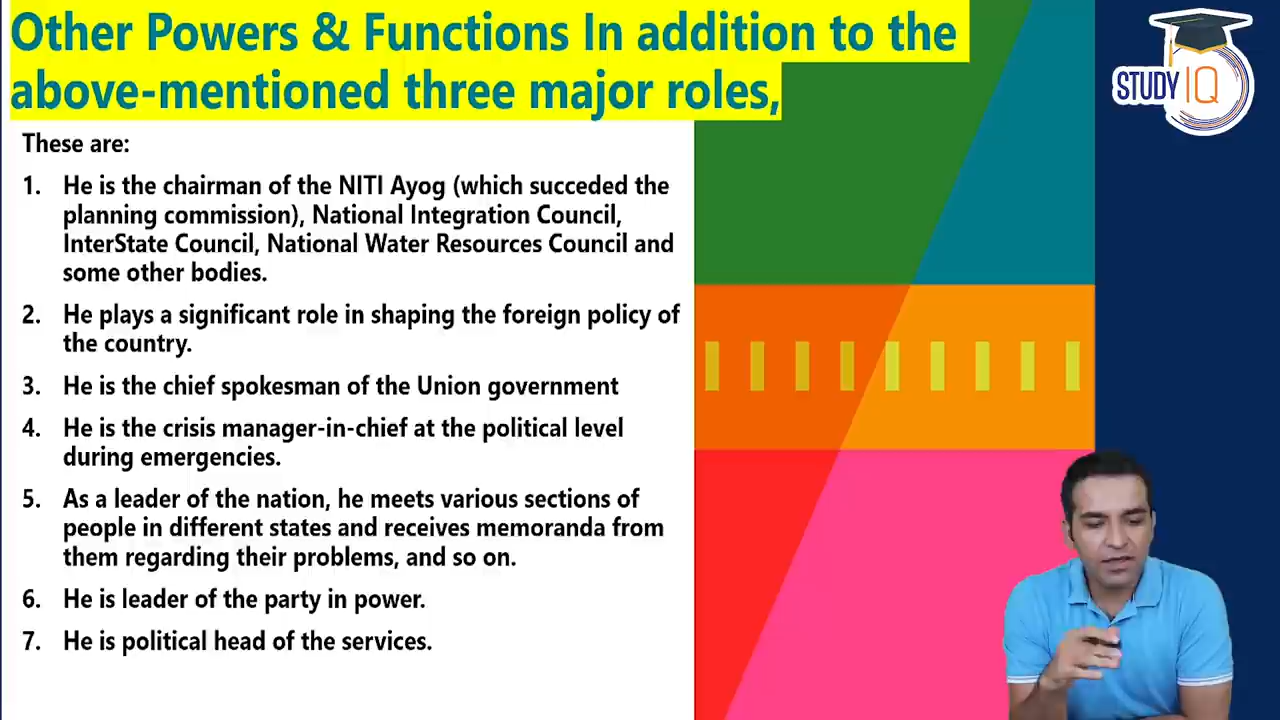 Other Powers & Functions In addition to the
above-mentioned three major roles,
STUDY IQ
These are:
1. He is the chairman of the NITI Ayog (which succeded the
planning commission), National Integration Council,
InterState Council, National Water Resources Council and
some other bodies.
2. He plays a significant role in shaping the foreign policy of
the country.
3. He is the chief spokesman of the Union government
4. He is the crisis manager-in-chief at the political level
during emergencies.
5. As a leader of the nation, he meets various sections of
people in different states and receives memoranda from
them regarding their problems, and so on.
6. He is leader of the party in power.
7. He is political head of the services.